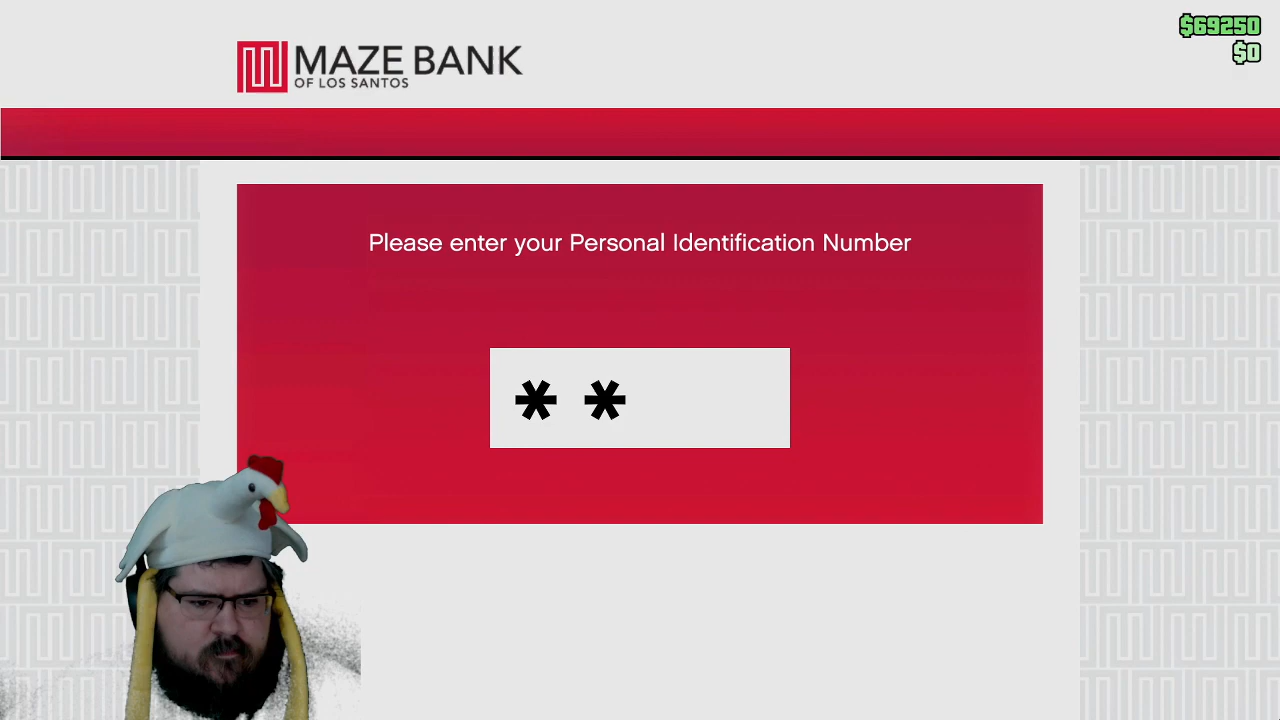 $69250
$0
MAZE BANK
OF LOS SANTOS
Please enter your Personal Identification Number
* *